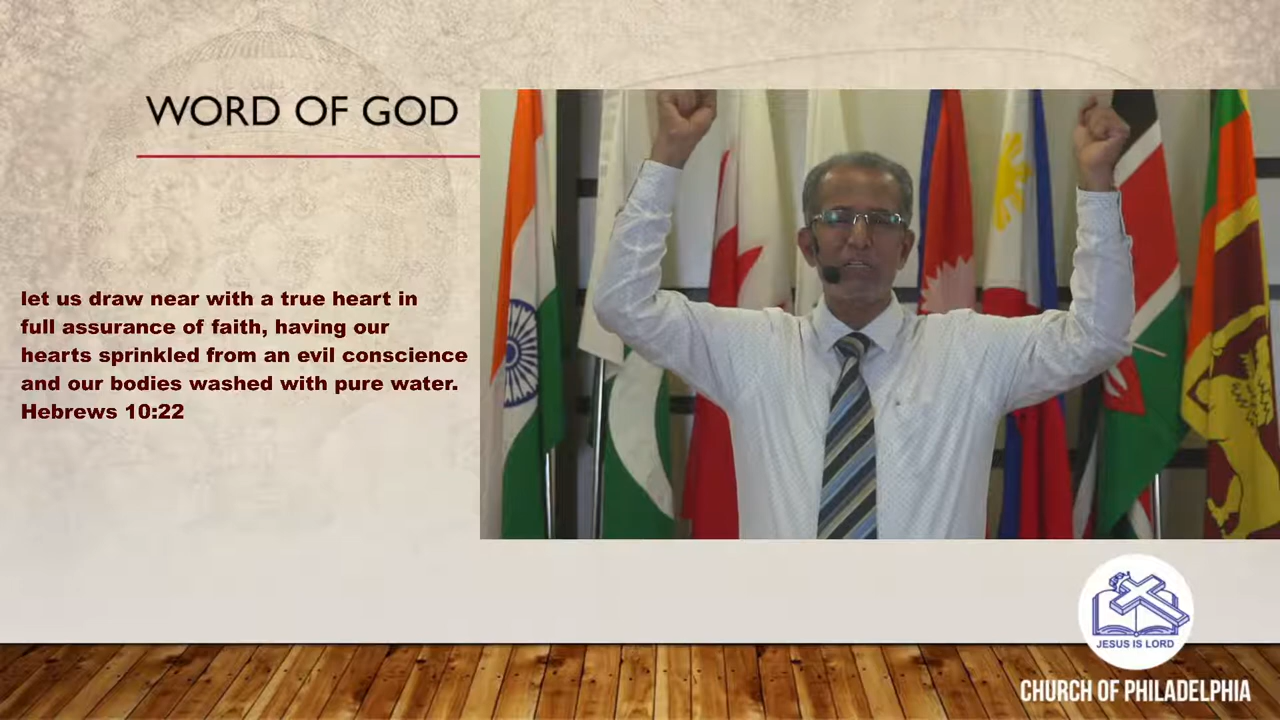 WORD OF GOD
let us draw near with a true heart in
full assurance of faith, having our
hearts sprinkled from an evil conscience
and our bodies washed with pure water.
Hebrews 10:22
JESUS IS LORD
CHURCH OF PHILADELPHIA